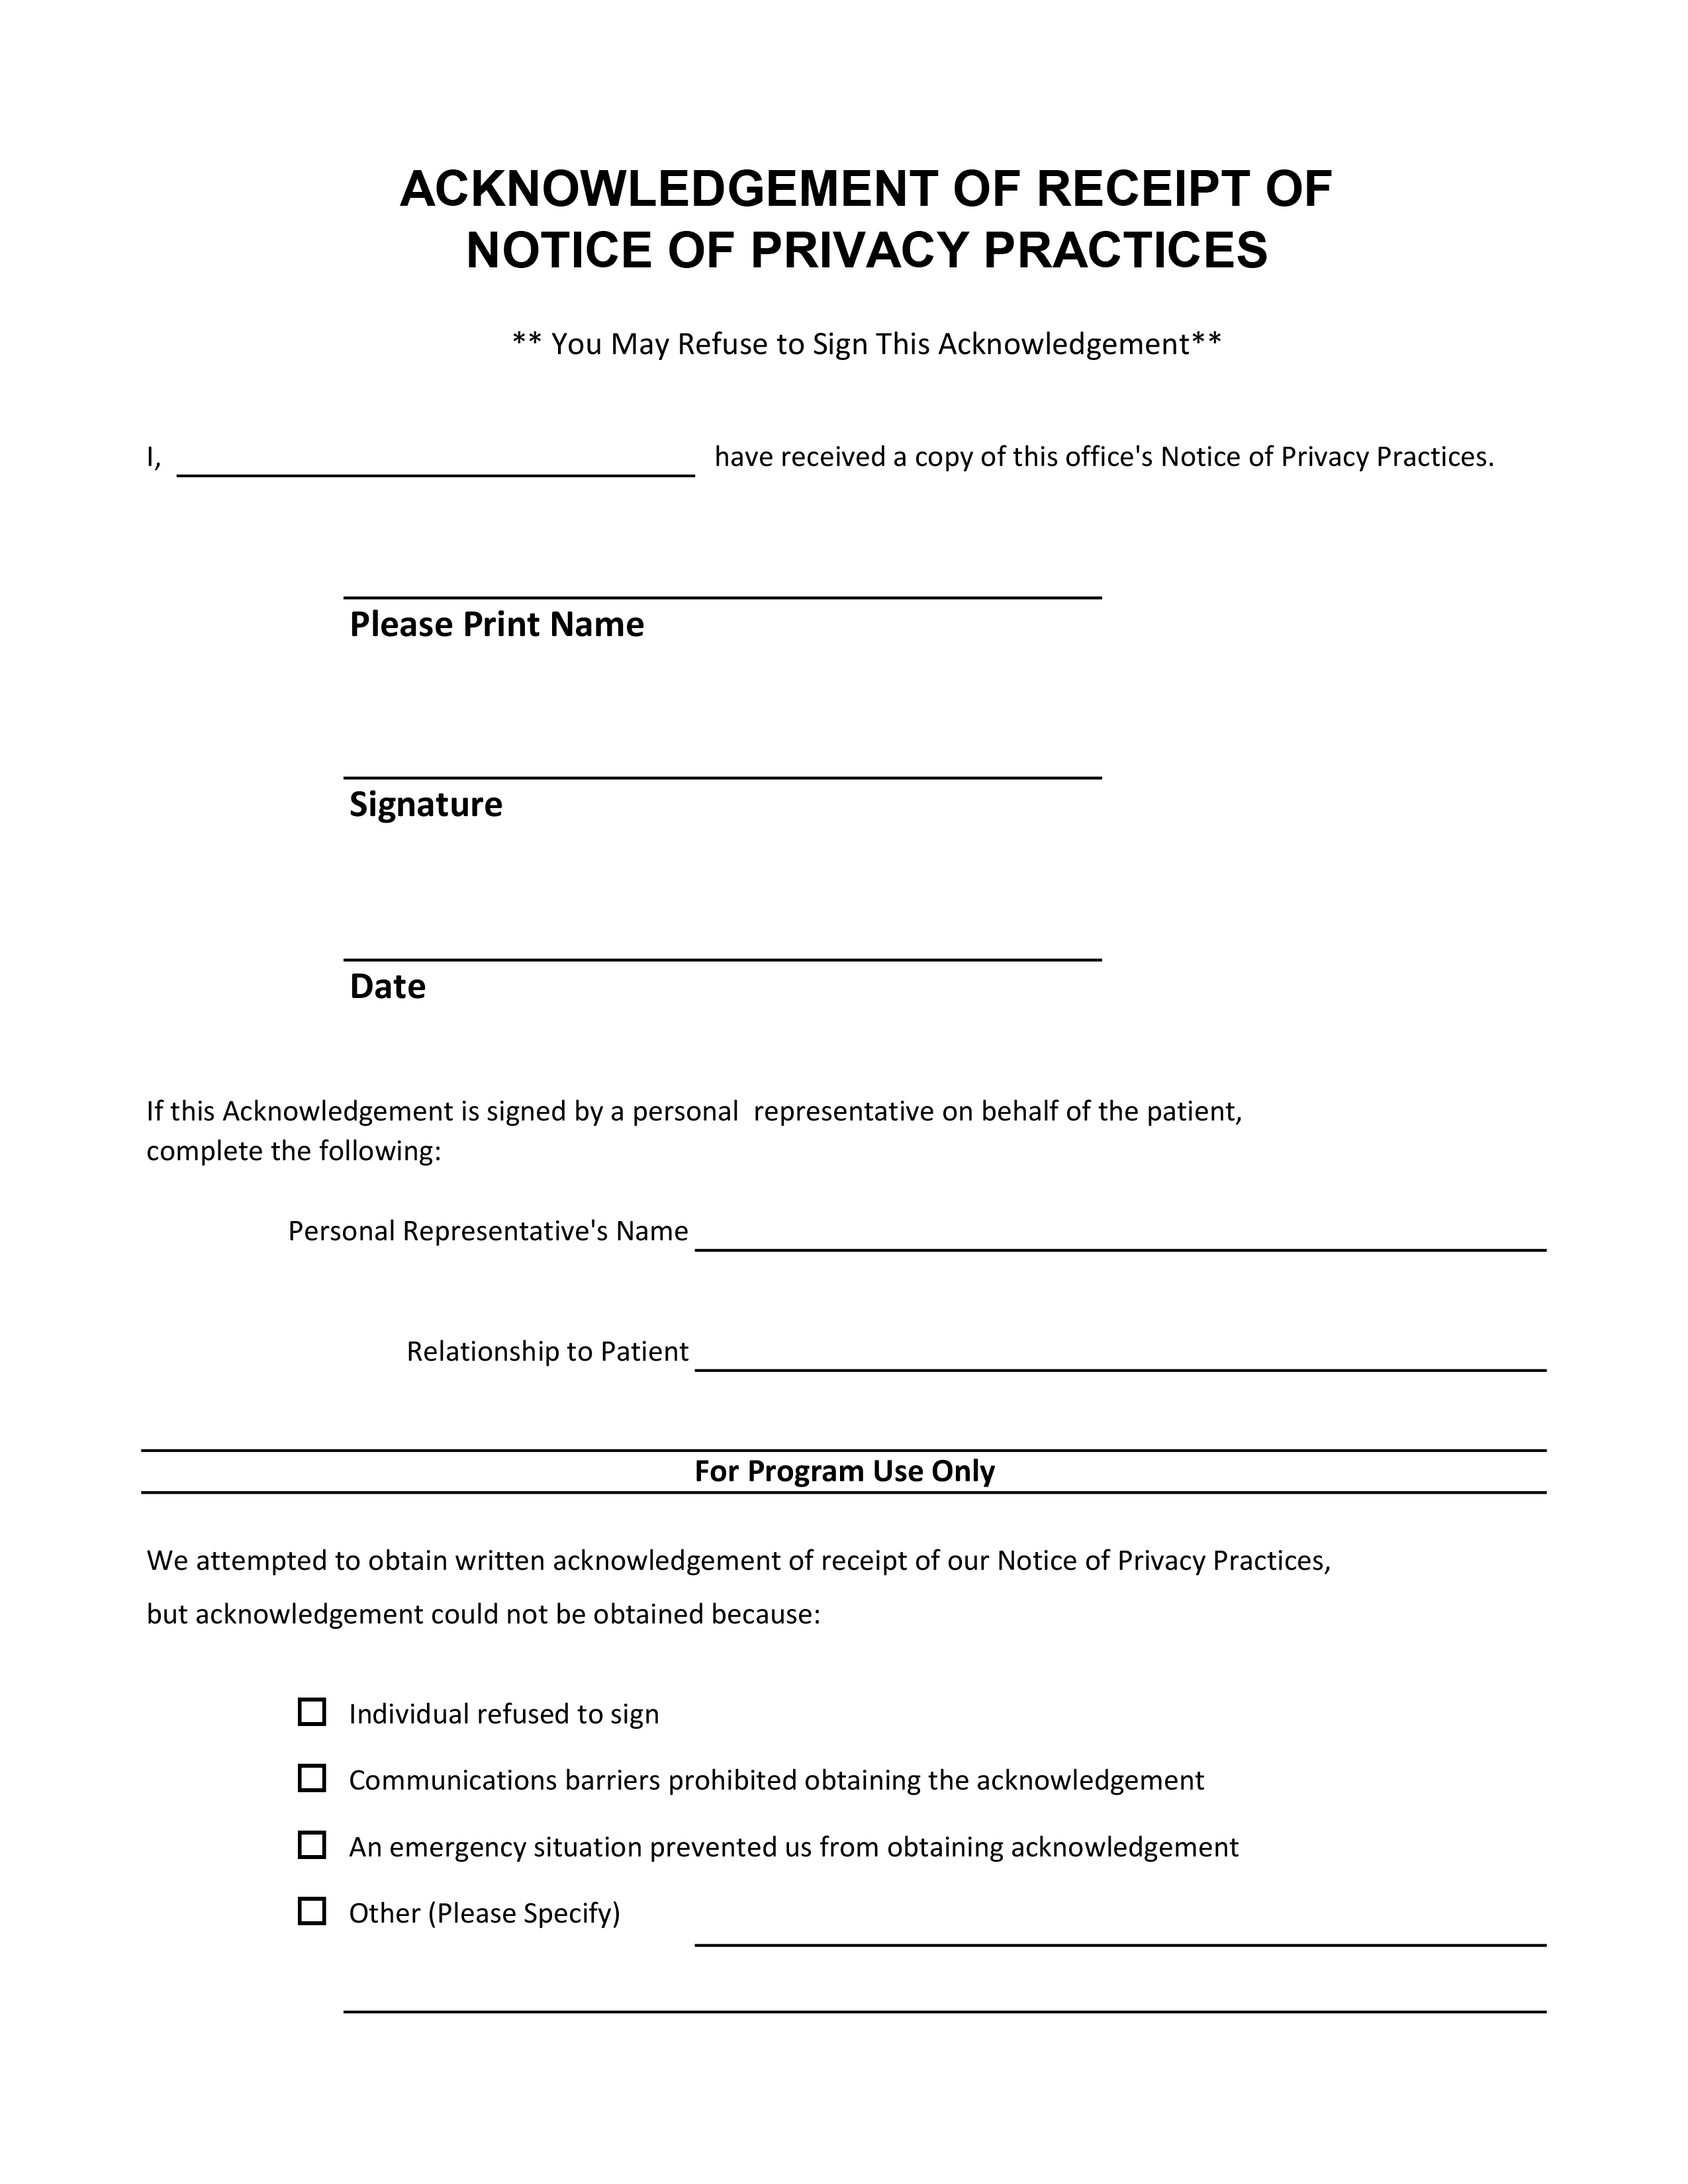 ACKNOWLEDGEMENT OF RECEIPT OF
NOTICE OF PRIVACY PRACTICES
** You May Refuse to Sign This Acknowledgement**
I, have received a copy of this office's Notice of Privacy Practices.
Please Print Name
Signature
Date
If this Acknowledgement is signed by a personal  representative on behalf of the patient,
complete the following:
Personal Representative's Name
Relationship to Patient
For Program Use Only
We attempted to obtain written acknowledgement of receipt of our Notice of Privacy Practices,
but acknowledgement could not be obtained because:
Individual refused to sign
Communications barriers prohibited obtaining the acknowledgement
An emergency situation prevented us from obtaining acknowledgement
Other (Please Specify)